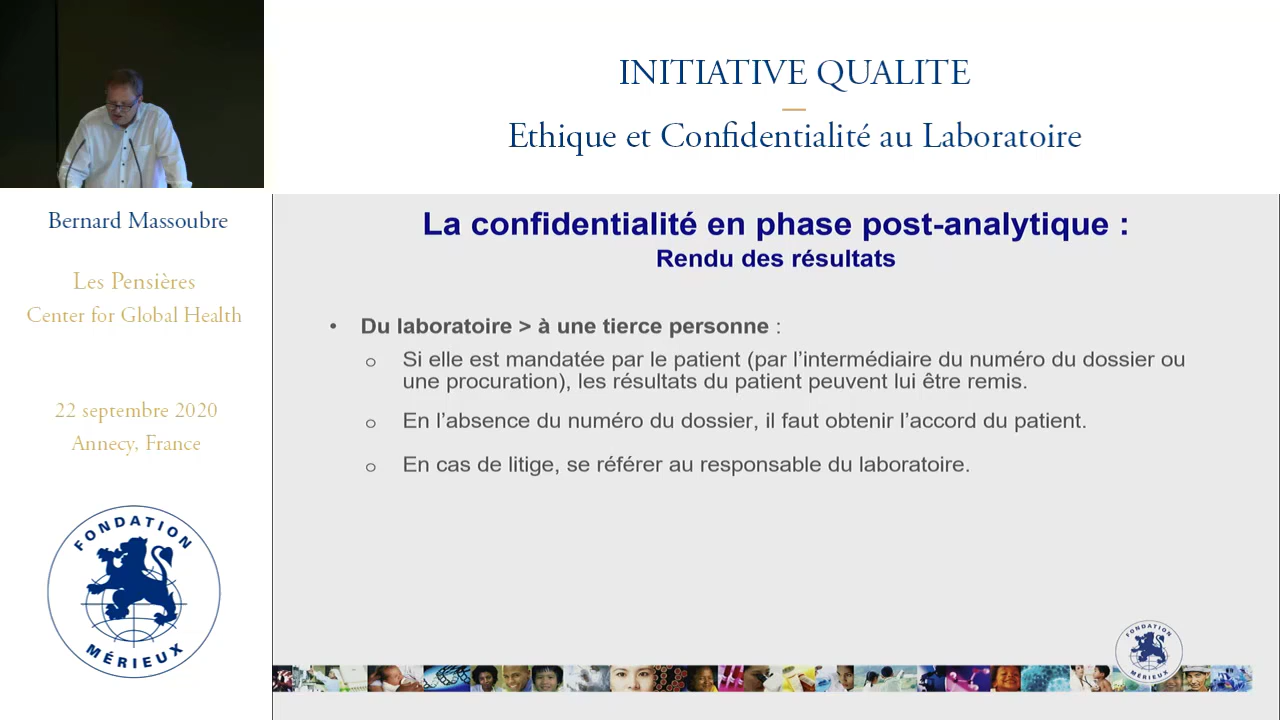 INITIATIVE QUALITE
Ethique et Confidentialité au Laboratoire
Bernard Massoubre
Les Pensières
Center for Global Health
22 septembre 2020
Annecy, France
FONDATION
MÉRIEUX
La confidentialité en phase post-analytique :
Rendu des résultats
• Du laboratoire > à une tierce personne :
o Si elle est mandatée par le patient (par l’intermédiaire du numéro du dossier ou
une procuration), les résultats du patient peuvent lui être remis.
o En l’absence du numéro du dossier, il faut obtenir l’accord du patient.
o En cas de litige, se référer au responsable du laboratoire.
FONDATION
MÉRIEUX